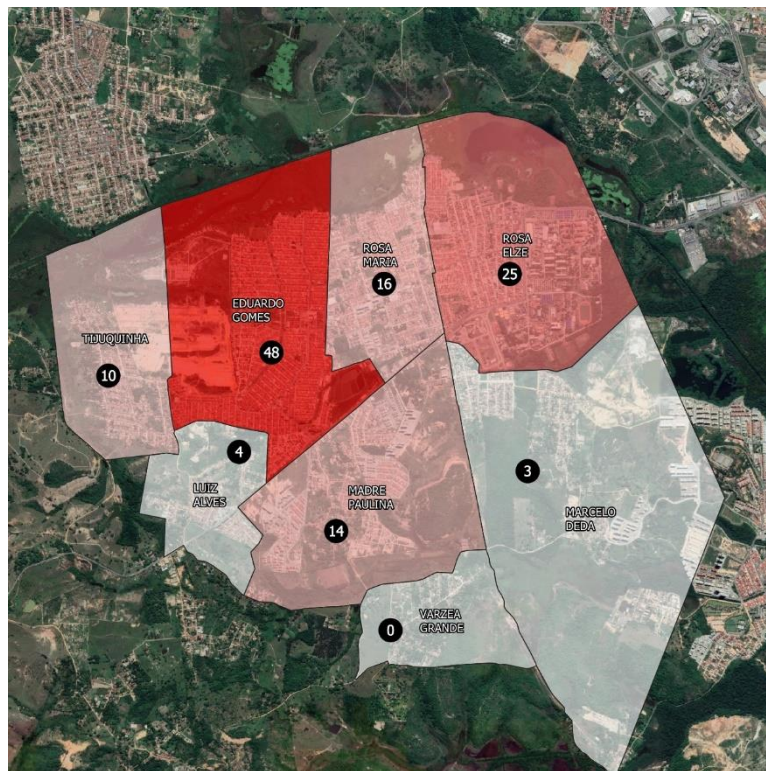 ROSA
ELZE
25
ROSA
MARIA
16
EDUARDO
GOMES
48
TIJUQUINHA
10
4
LUIZ
ALVES
MADRE
PAULINA
14
3
MARCELO
DEDA
VARZEA
GRANDE
0